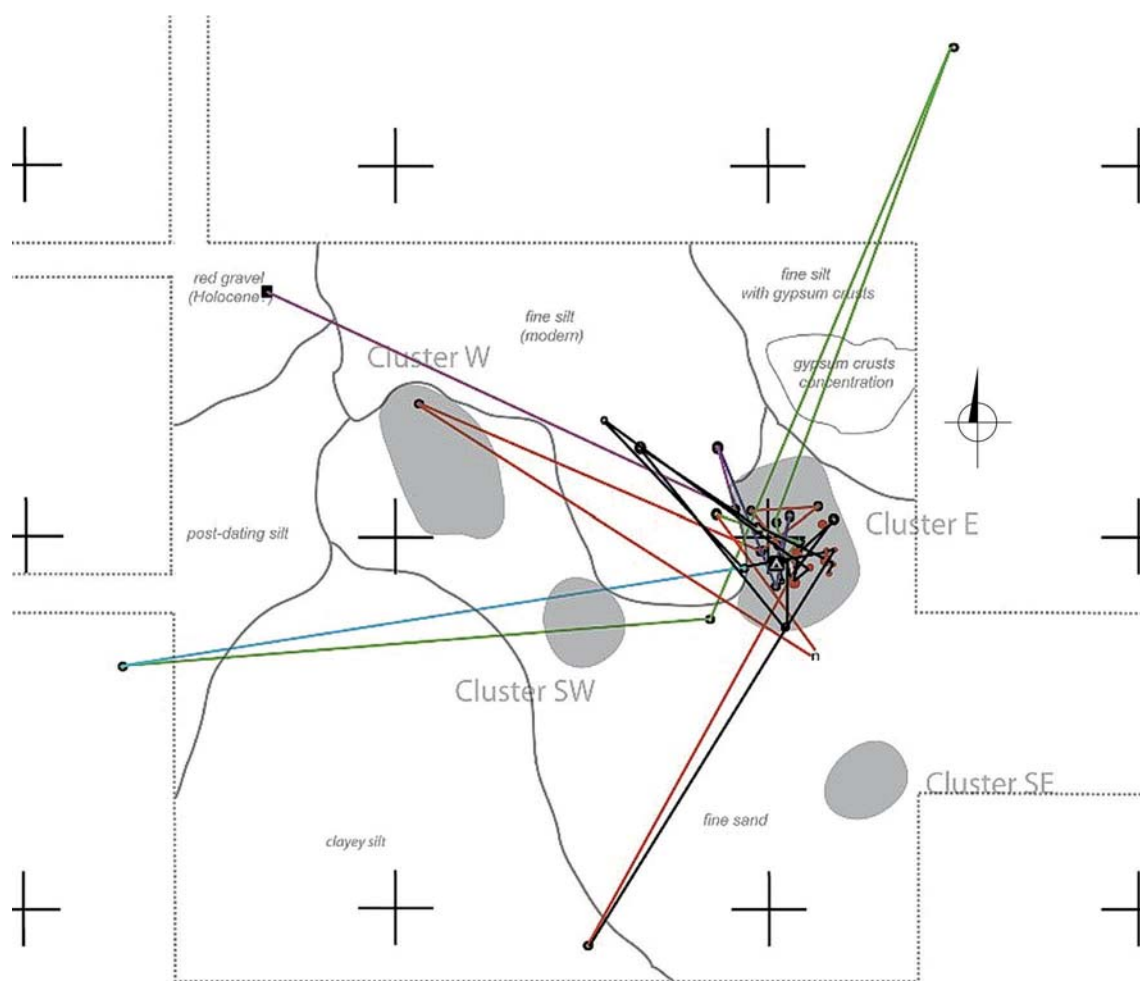 red gravel
(Holocene?)
fine silt
with gypsum crusts
fine silt
(modern)
Cluster W
gypsum crusts
concentration
post-dating silt
Cluster E
Cluster SW
Cluster SE
fine sand
clayey silt